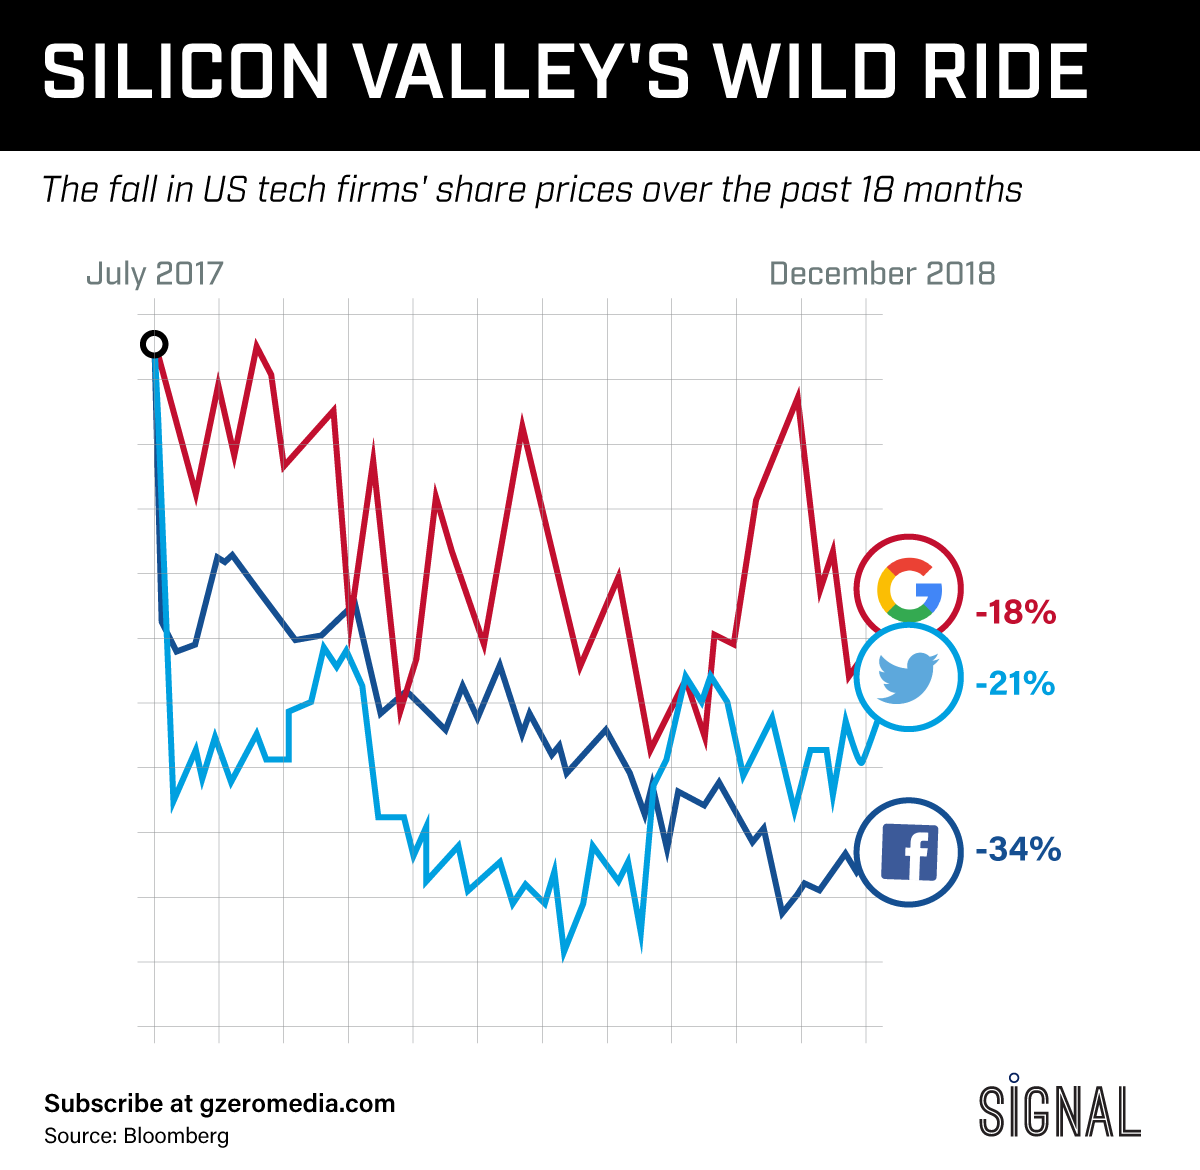 SILICON VALLEY'S WILD RIDE
The fall in US tech firms' share prices over the past 18 months
July 2017
December 2018
-18%
-21%
-34%
Subscribe at gzeromedia.com
Source: Bloomberg
SIGNAL